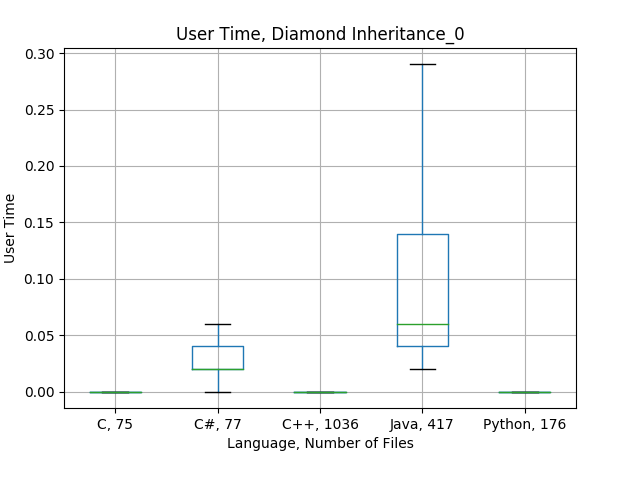 User Time, Diamond Inheritance_0
0.30
0.25
0.20
0.15
0.10
0.05
0.00
User Time
C, 75
C#, 77
C++, 1036
Java, 417
Python, 176
Language, Number of Files